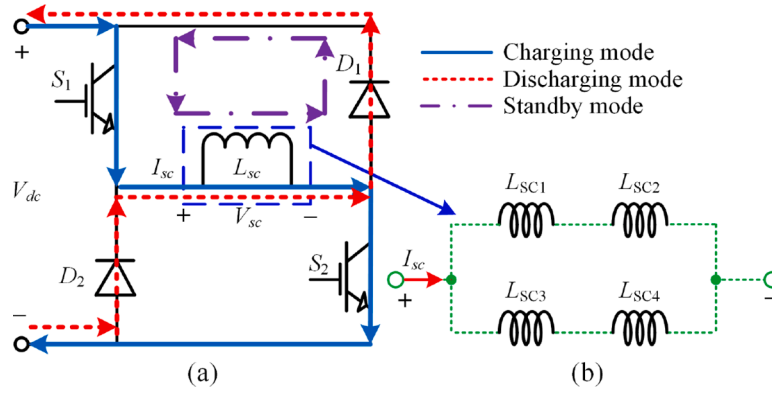 +
S1
D1
Charging mode
Discharging mode
Standby mode
Isc
Lsc
Vdc
+
Vsc
−
LSC1
LSC2
D2
S2
Isc
LSC3
LSC4
+
−
−
(a)
(b)